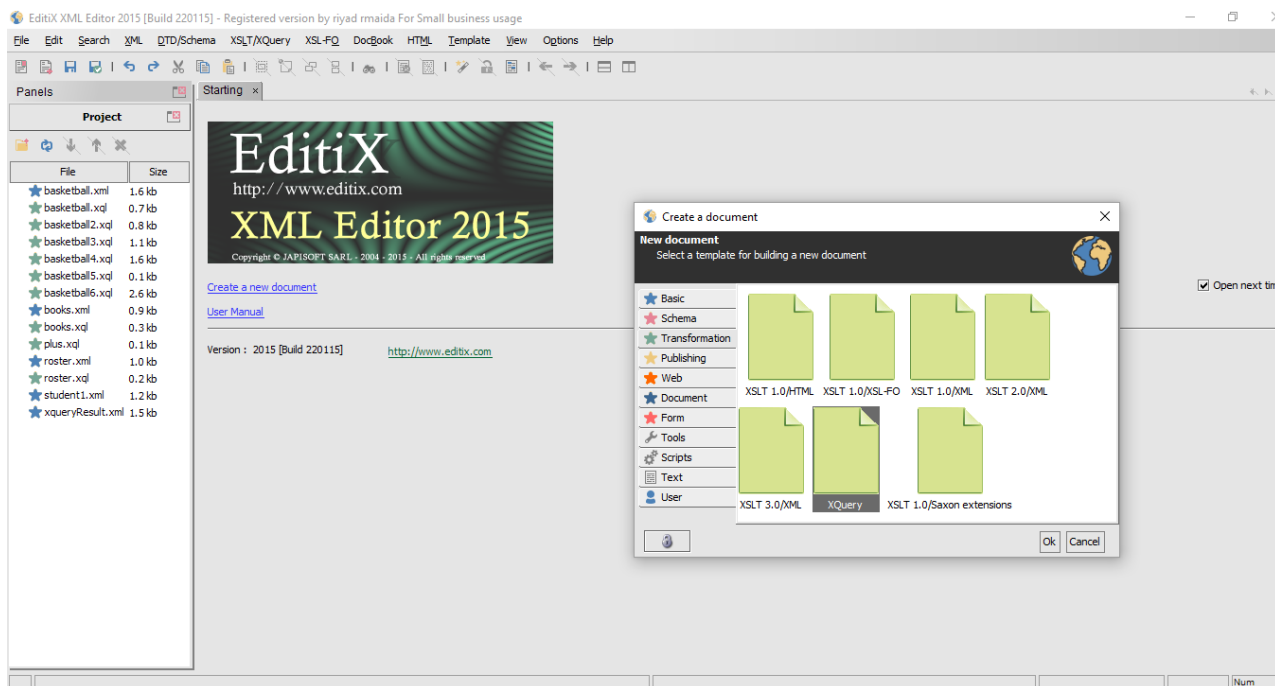 EditiX XML Editor 2015 [Build 220115] - Registered version by riyad rmaida For Small business usage
File Edit Search XML DTD/Schema XSLT/XQuery XSL-FO DocBook HTML Template View Options Help
Panels
Starting ×
Project
File Size
basketball.xml 1.6 kb
basketball.xql 0.7 kb
basketball2.xql 0.8 kb
basketball3.xql 1.1 kb
basketball4.xql 1.6 kb
basketball5.xql 0.1 kb
basketball6.xql 2.6 kb
books.xml 0.9 kb
books.xql 0.3 kb
plus.xql 0.1 kb
roster.xml 1.0 kb
roster.xql 0.2 kb
student1.xml 1.2 kb
xqueryResult.xml 1.5 kb
EditiX
http://www.editix.com
XML Editor 2015
Copyright © JAPISOFT SARL - 2004 - 2015 - All rights reserved
Create a new document
User Manual
Version : 2015 [Build 220115] http://www.editix.com
Open next tim
Create a document
New document
Select a template for building a new document
Basic
Schema
Transformation
Publishing
Web
Document
Form
Tools
Scripts
Text
User
XSLT 1.0/HTML XSLT 1.0/XSL-FO XSLT 1.0/XML XSLT 2.0/XML
XSLT 3.0/XML XQuery XSLT 1.0/Saxon extensions
Ok Cancel
Num